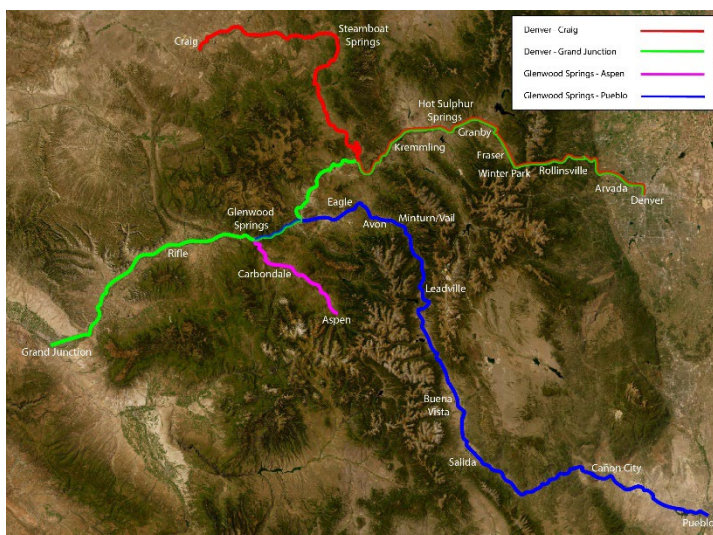 Denver - Craig
Denver - Grand Junction
Glenwood Springs - Aspen
Glenwood Springs - Pueblo
Craig
Steamboat
Springs
Hot Sulphur
Springs
Granby
Kremmling
Fraser
Winter Park
Rollinsville
Arvada
Denver
Eagle
Glenwood
Springs
Avon
Minturn/Vail
Rifle
Carbondale
Leadville
Aspen
Grand Junction
Buena
Vista
Salida
Cañon City
Pueblo